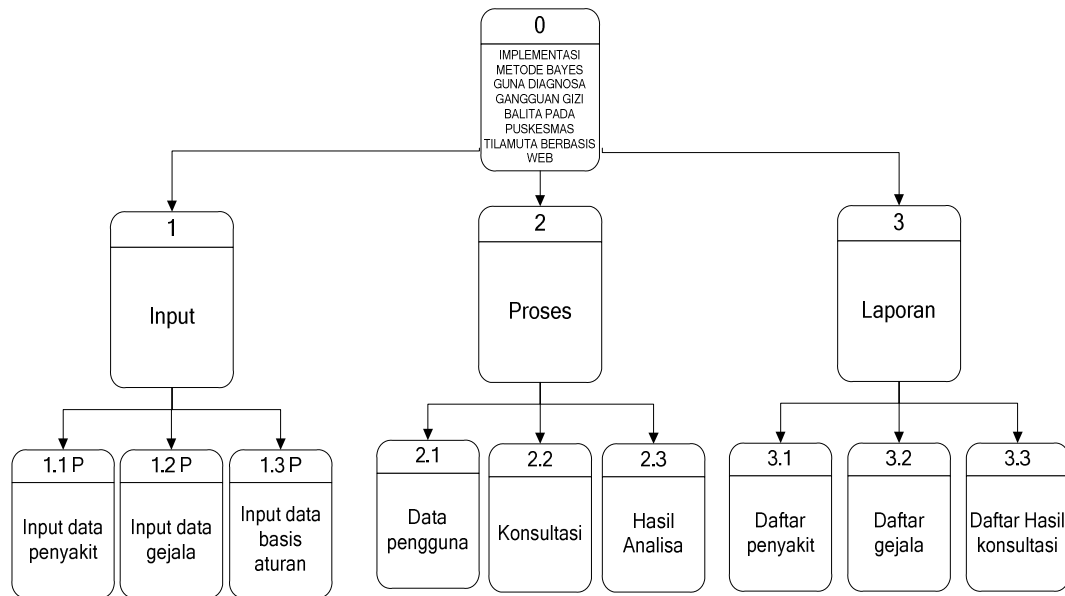 0
IMPLEMENTASI
METODE BAYES
GUNA DIAGNOSA
GANGGUAN GIZI
BALITA PADA
PUSKESMAS
TILAMUTA BERBASIS
WEB
1
Input
2
Proses
3
Laporan
1.1 P
Input data
penyakit
1.2 P
Input data
gejala
1.3 P
Input data
basis
aturan
2.1
Data
pengguna
2.2
Konsultasi
2.3
Hasil
Analisa
3.1
Daftar
penyakit
3.2
Daftar
gejala
3.3
Daftar Hasil
konsultasi